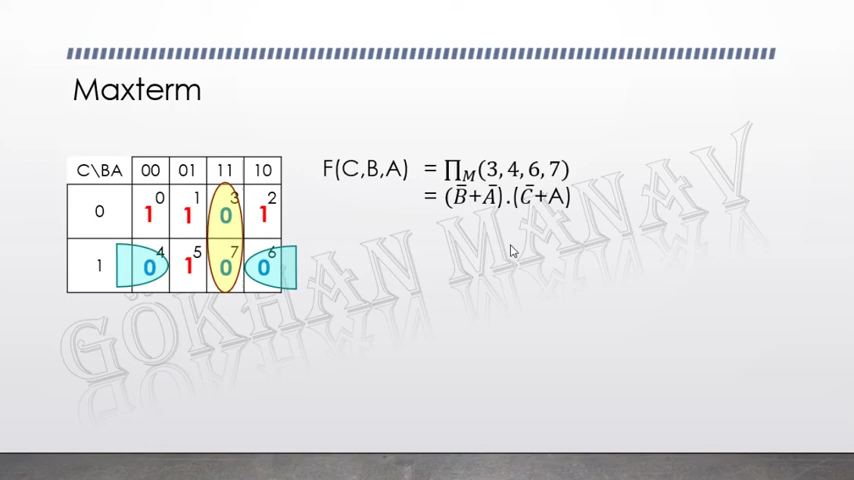 Maxterm
C\BA 00 01 11 10
0 1 0 1 1 0 3 1 2
1 0 4 1 5 0 7 0 6
F(C,B,A) = ∏M(3, 4, 6, 7)
= (B̄+Ā).(C̄+A)
GÖKHAN MANAV